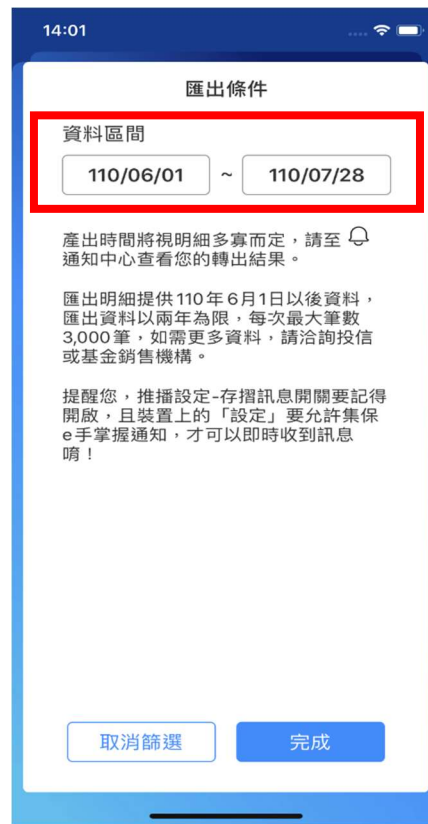 14:01
匯出條件
資料區間
110/06/01 ~ 110/07/28
產出時間將視明細多寡而定，請至
通知中心查看您的轉出結果。
匯出明細提供110年6月1日以後資料，
匯出資料以兩年為限，每次最大筆數
3,000筆，如需更多資料，請洽詢投信
或基金銷售機構。
提醒您，推播設定-存摺訊息開關要記得
開啟，且裝置上的「設定」要允許集保
e手掌握通知，才可以即時收到訊息
唷！
取消篩選 完成